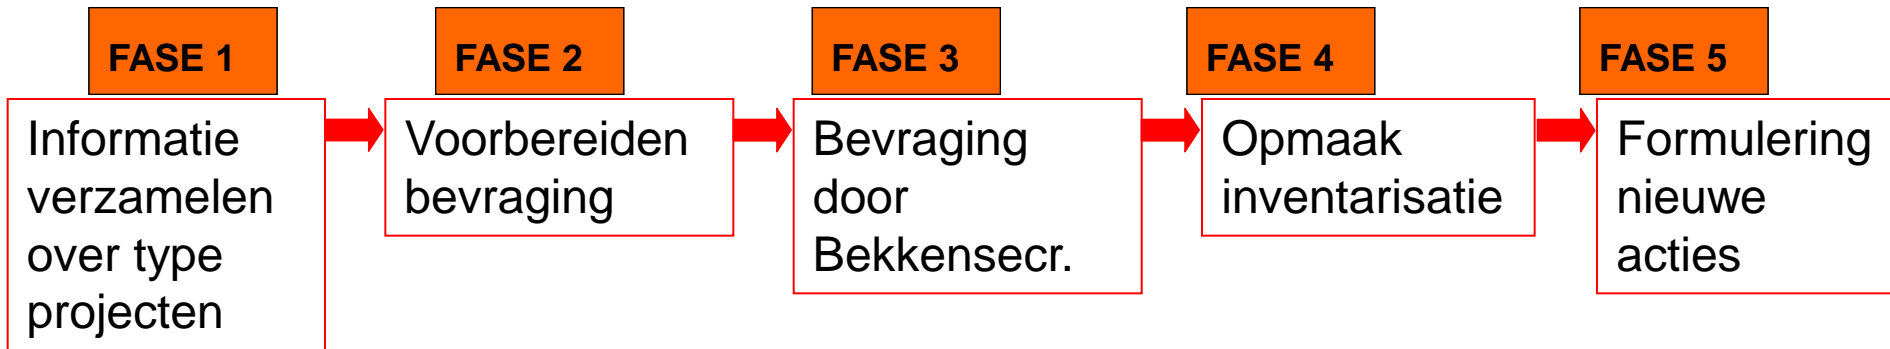 FASE 1
Informatie
verzamelen
over type
projecten
FASE 2
Voorbereiden
bevraging
FASE 3
Bevraging
door
Bekkensecr.
FASE 4
Opmaak
inventarisatie
FASE 5
Formulering
nieuwe
acties